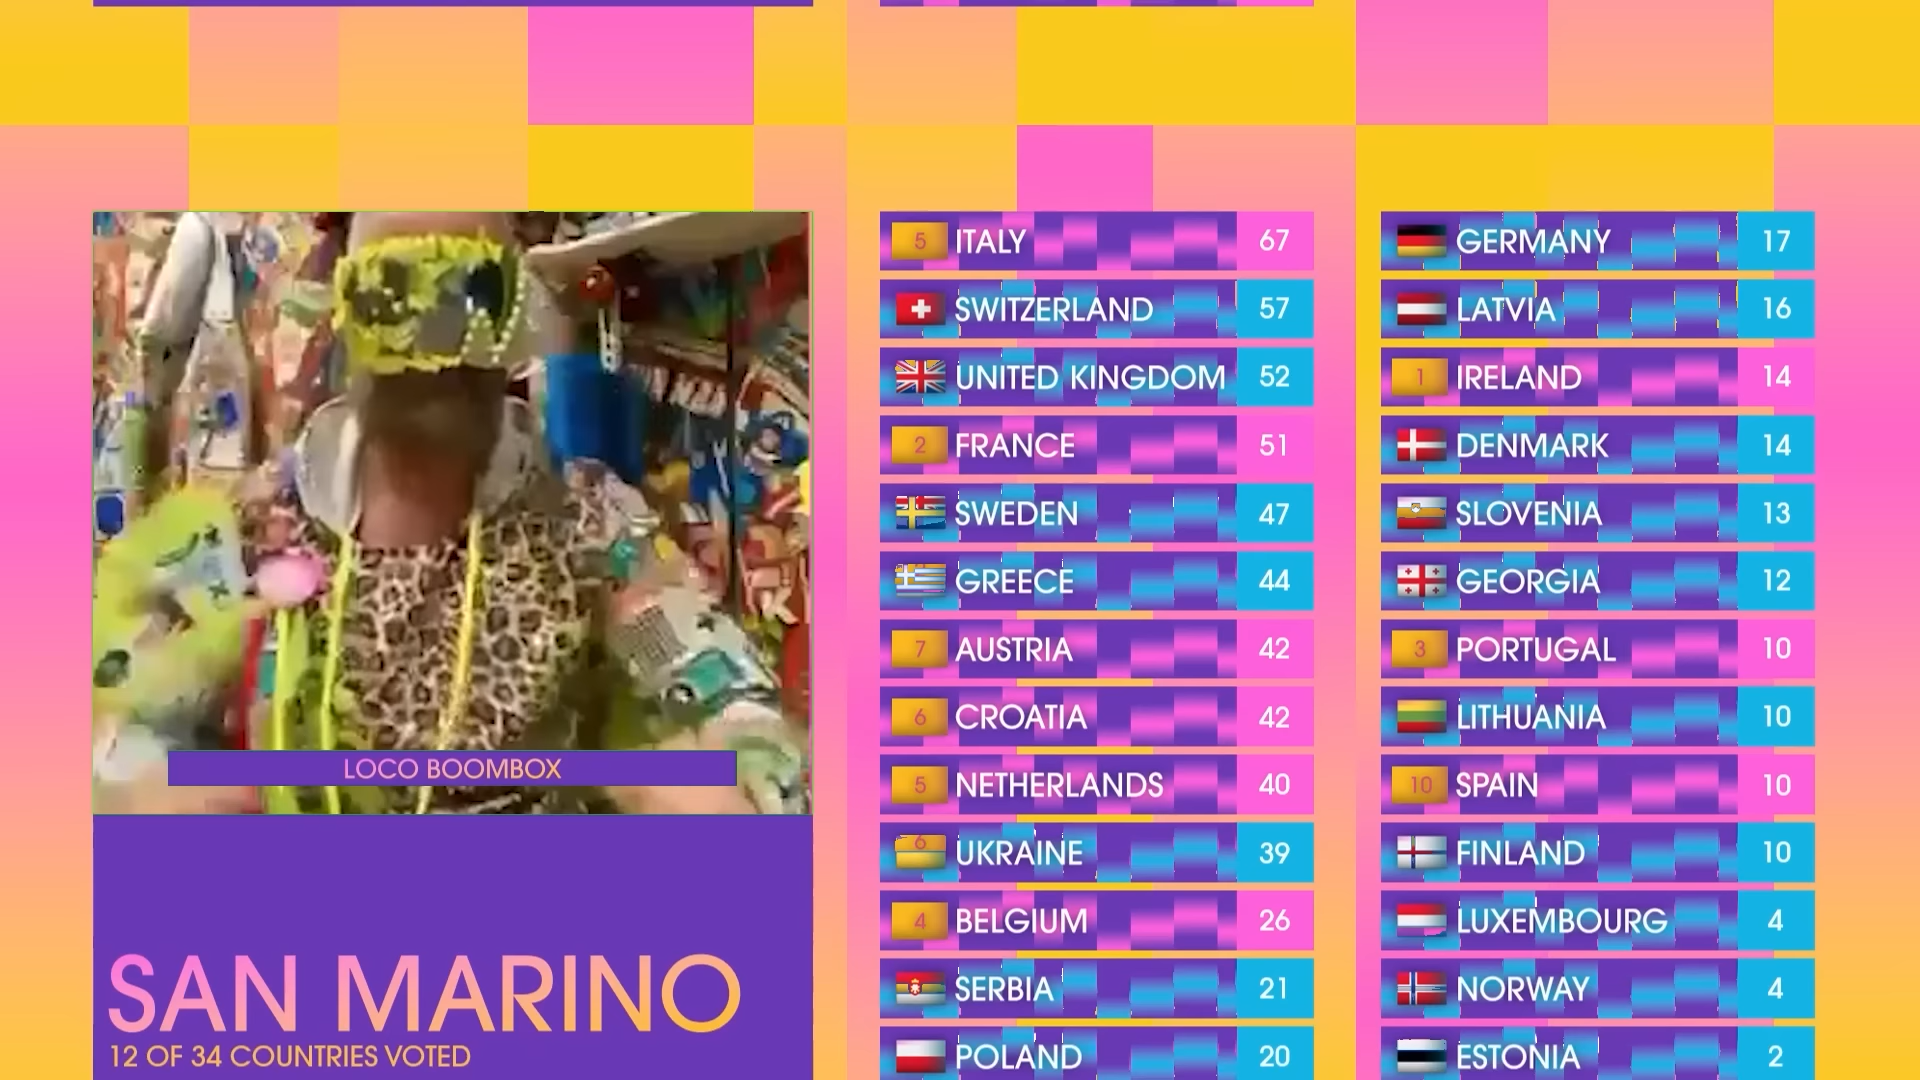 LOCO BOOMBOX
SAN MARINO
12 OF 34 COUNTRIES VOTED
5 ITALY 67
SWITZERLAND 57
UNITED KINGDOM 52
2 FRANCE 51
SWEDEN 47
GREECE 44
7 AUSTRIA 42
6 CROATIA 42
5 NETHERLANDS 40
6 UKRAINE 39
4 BELGIUM 26
SERBIA 21
POLAND 20
GERMANY 17
LATVIA 16
1 IRELAND 14
DENMARK 14
SLOVENIA 13
GEORGIA 12
3 PORTUGAL 10
LITHUANIA 10
10 SPAIN 10
FINLAND 10
LUXEMBOURG 4
NORWAY 4
ESTONIA 2